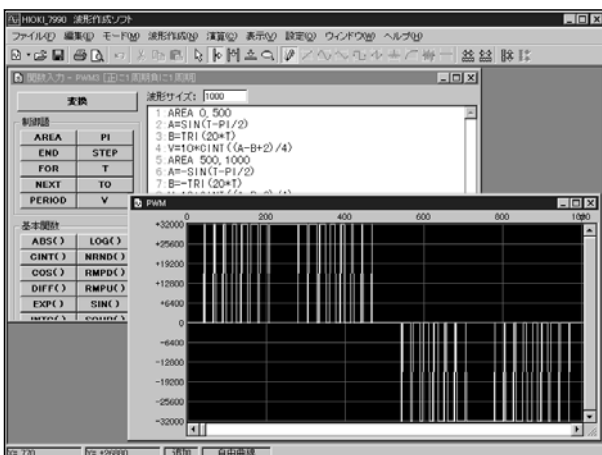 HIOKI_7990 波形作成ソフト
ファイル(F) 編集(E) モード(M) 波形作成(N) 演算(C) 表示(V) 設定(O) ウィンドウ(W) ヘルプ(H)
関数入力 - PWM3 [正に1周期負に1周期]
変換
波形サイズ: 1000
制御語
AREA PI
END STEP
FOR T
NEXT TO
PERIOD V
基本関数
ABS( ) LOG( )
CINT( ) NRND( )
COS( ) RMPD( )
DIFF( ) RMPU( )
EXP( ) SIN( )
1: AREA 0, 500
2: A=SIN(T-PI/2)
3: B=TRI(20*T)
4: V=10*CINT((A-B+2)/4)
5: AREA 500, 1000
6: A=-SIN(T-PI/2)
7: B=-TRI(20*T)
PWM
0 200 400 600 800
+32000
+25600
+19200
+12800
+6400
0
-6400
-12800
-19200
-25600
-32000
追加 自由曲線